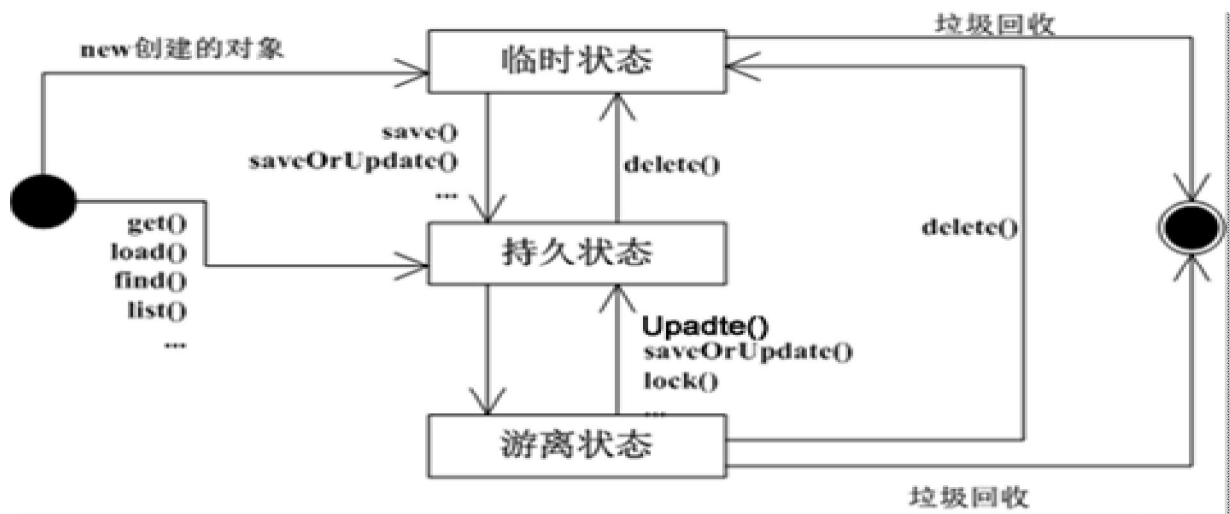 垃圾回收
new创建的对象
临时状态
save()
saveOrUpdate()
...
delete()
get()
load()
find()
list()
...
持久状态
delete()
Upadte()
saveOrUpdate()
lock()
...
游离状态
垃圾回收